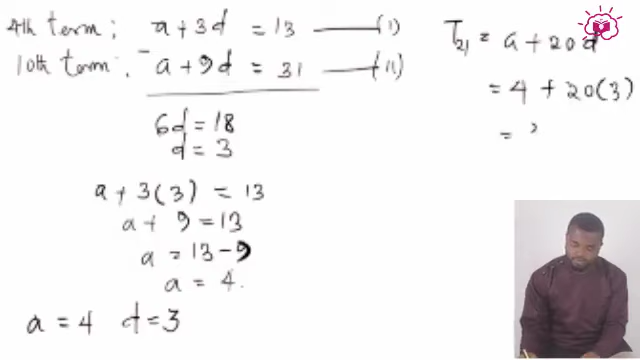 4th term: a + 3d = 13 —— (I)
10th term: - a + 9d = 31 —— (II)
6d = 18
d = 3
a + 3(3) = 13
a + 9 = 13
a = 13 - 9
a = 4.
a = 4 d = 3
T21 = a + 20d
= 4 + 20(3)
=